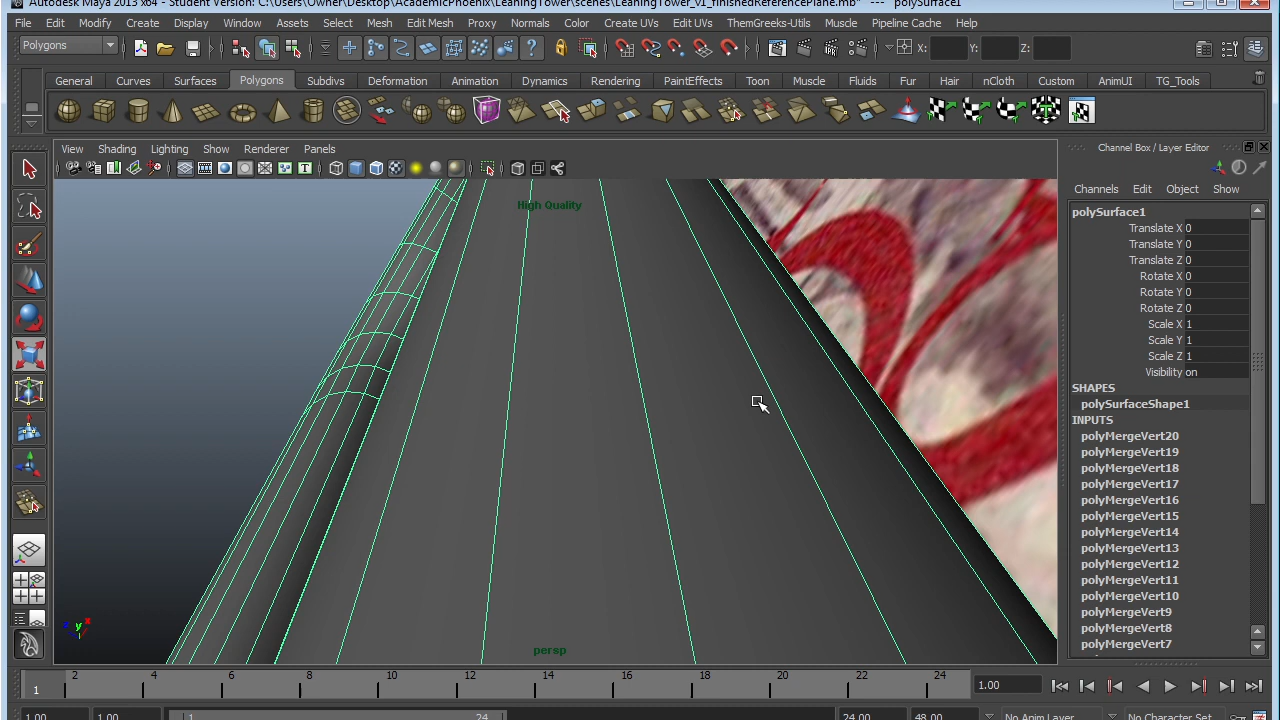 Autodesk Maya 2013 x64 - Student Version: C:\Users\Owner\Desktop\AcademicPhoenix\LeaningTower\scenes\LeaningTower_v1_finishedReferencePlane.mb* --- polySurface1
File Edit Modify Create Display Window Assets Select Mesh Edit Mesh Proxy Normals Color Create UVs Edit UVs Muscle Pipeline Cache Help
Polygons X: Y: Z:
General Curves Surfaces Polygons Subdivs Deformation Animation Dynamics Rendering PaintEffects Toon Muscle Fluids Fur Hair nCloth Custom AnimUI TG_Tools
View Shading Lighting Show Renderer Panels
Channel Box / Layer Editor
Channels Edit Object Show
High Quality
persp
polySurface1
Translate X 0
Translate Y 0
Translate Z 0
Rotate X 0
Rotate Y 0
Rotate Z 0
Scale X 1
Scale Y 1
Scale Z 1
Visibility on
SHAPES
polySurfaceShape1
INPUTS
polyMergeVert20
polyMergeVert19
polyMergeVert18
polyMergeVert17
polyMergeVert16
polyMergeVert15
polyMergeVert14
polyMergeVert13
polyMergeVert12
polyMergeVert11
polyMergeVert10
polyMergeVert9
polyMergeVert8
polyMergeVert7
1 2 4 6 8 10 12 14 16 18 20 22 24 1.00
1.00 1.00 1 24 24.00 48.00 No Anim Layer No Character Set